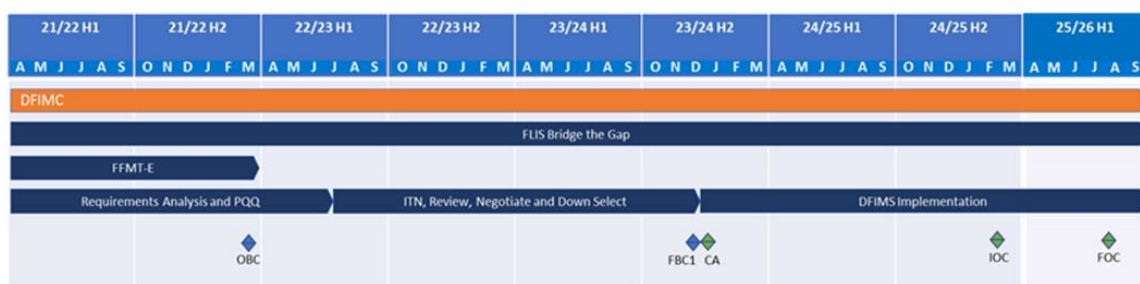 21/22 H1 21/22 H2 22/23 H1 22/23 H2 23/24 H1 23/24 H2 24/25 H1 24/25 H2 25/26 H1
A M J J A S O N D J F M A M J J A S O N D J F M A M J J A S O N D J F M A M J J A S O N D J F M A M J J A S
DFIMC
FLIS Bridge the Gap
FFMT-E
Requirements Analysis and PQQ ITN, Review, Negotiate and Down Select DFIMS Implementation
OBC FBC1 CA IOC FOC